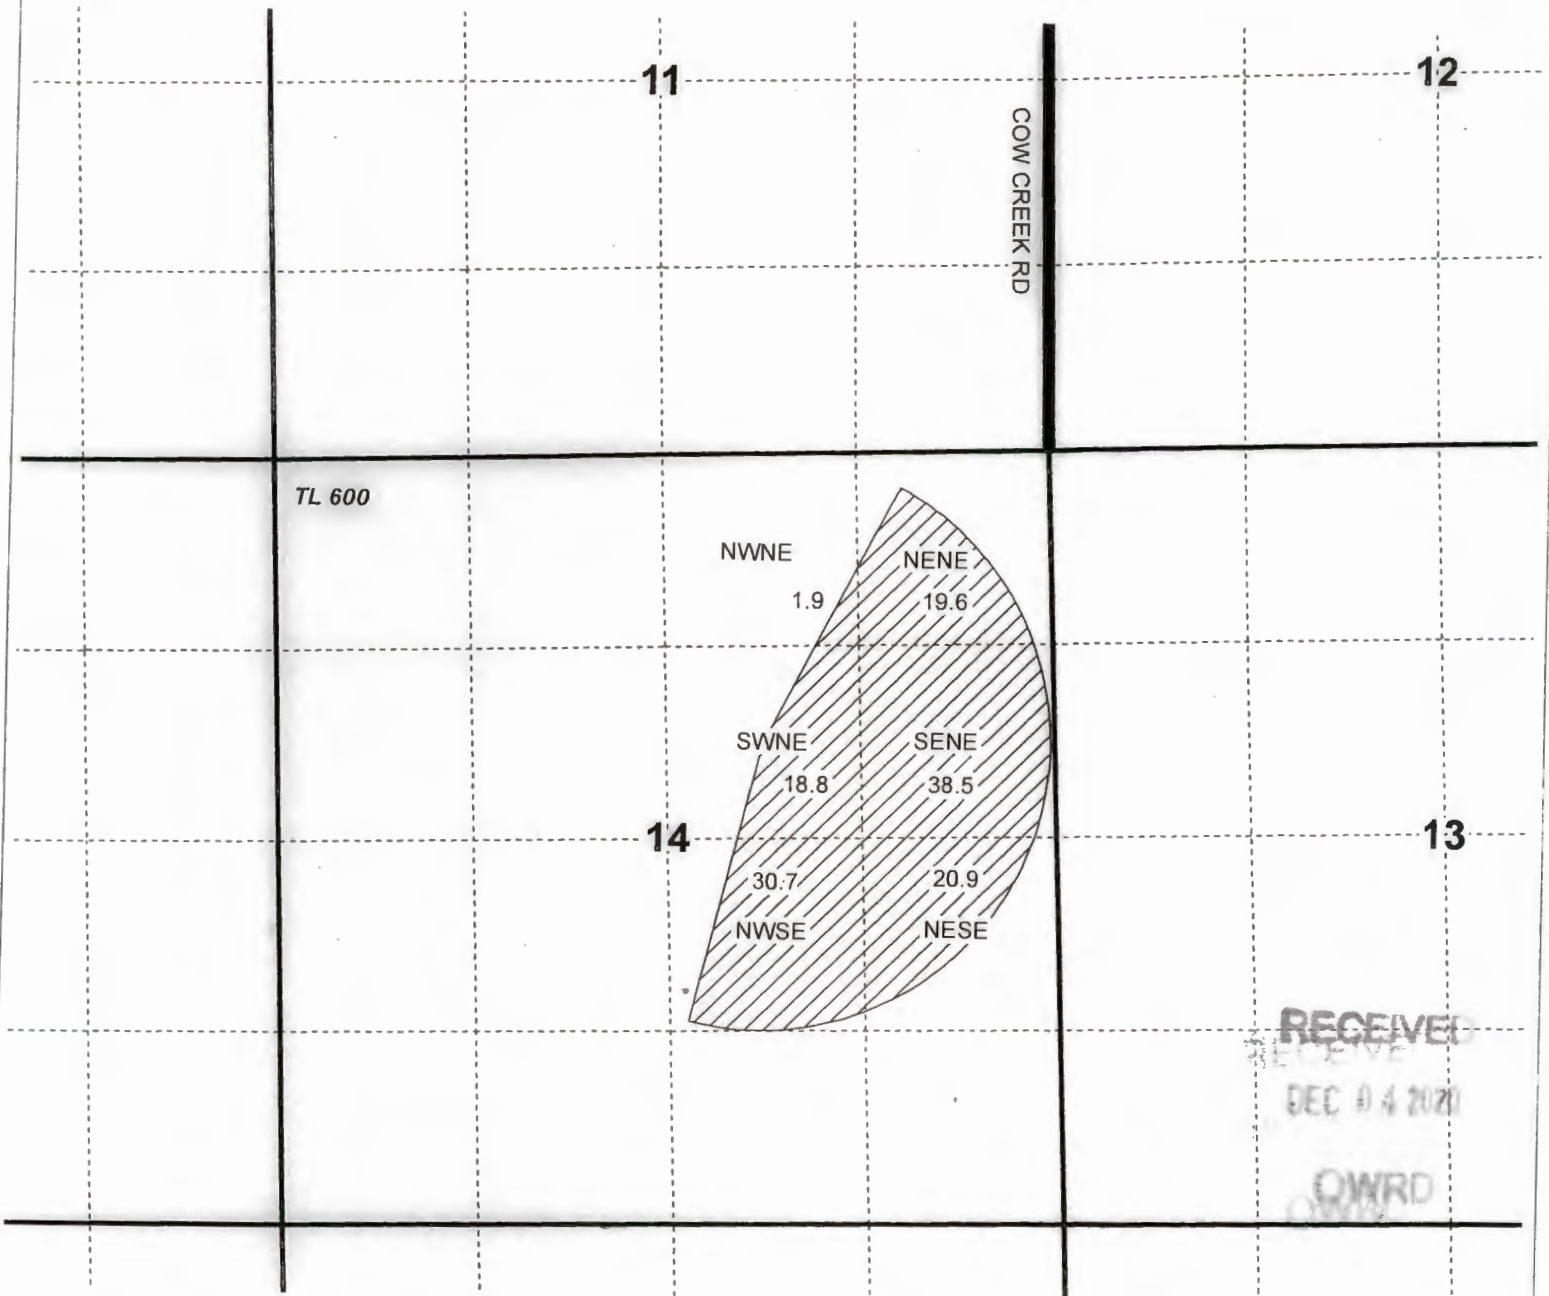 11
12
COW CREEK RD
TL 600
NWNE
NENE
1.9
19.6
SWNE
SENE
18.8
38.5
14
13
30.7
20.9
NWSE
NESE
RECEIVED
DEC 04 2020
OWRD